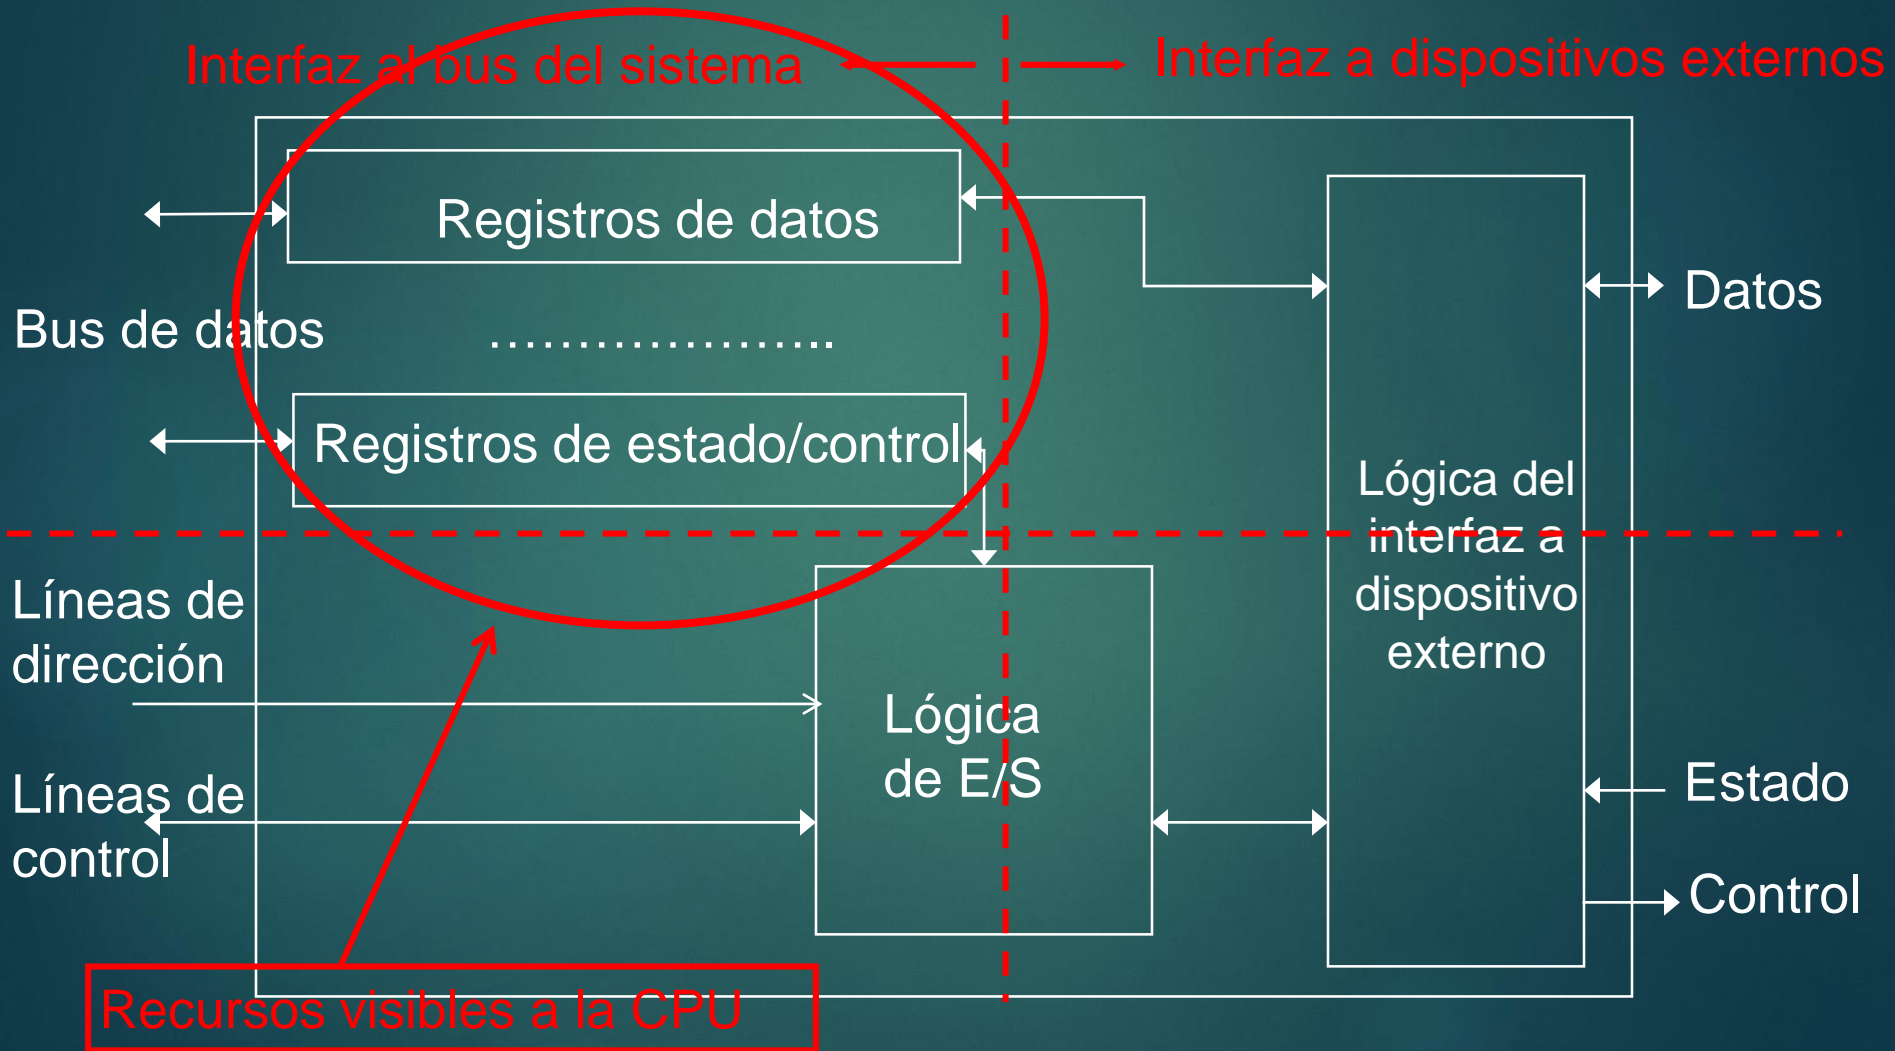 Interfaz al bus del sistema
Interfaz a dispositivos externos
Registros de datos
Datos
Bus de datos
.....................
Registros de estado/control
Lógica del
interfaz a
dispositivo
externo
Líneas de
dirección
Lógica
de E/S
Líneas de
control
Estado
Control
Recursos visibles a la CPU